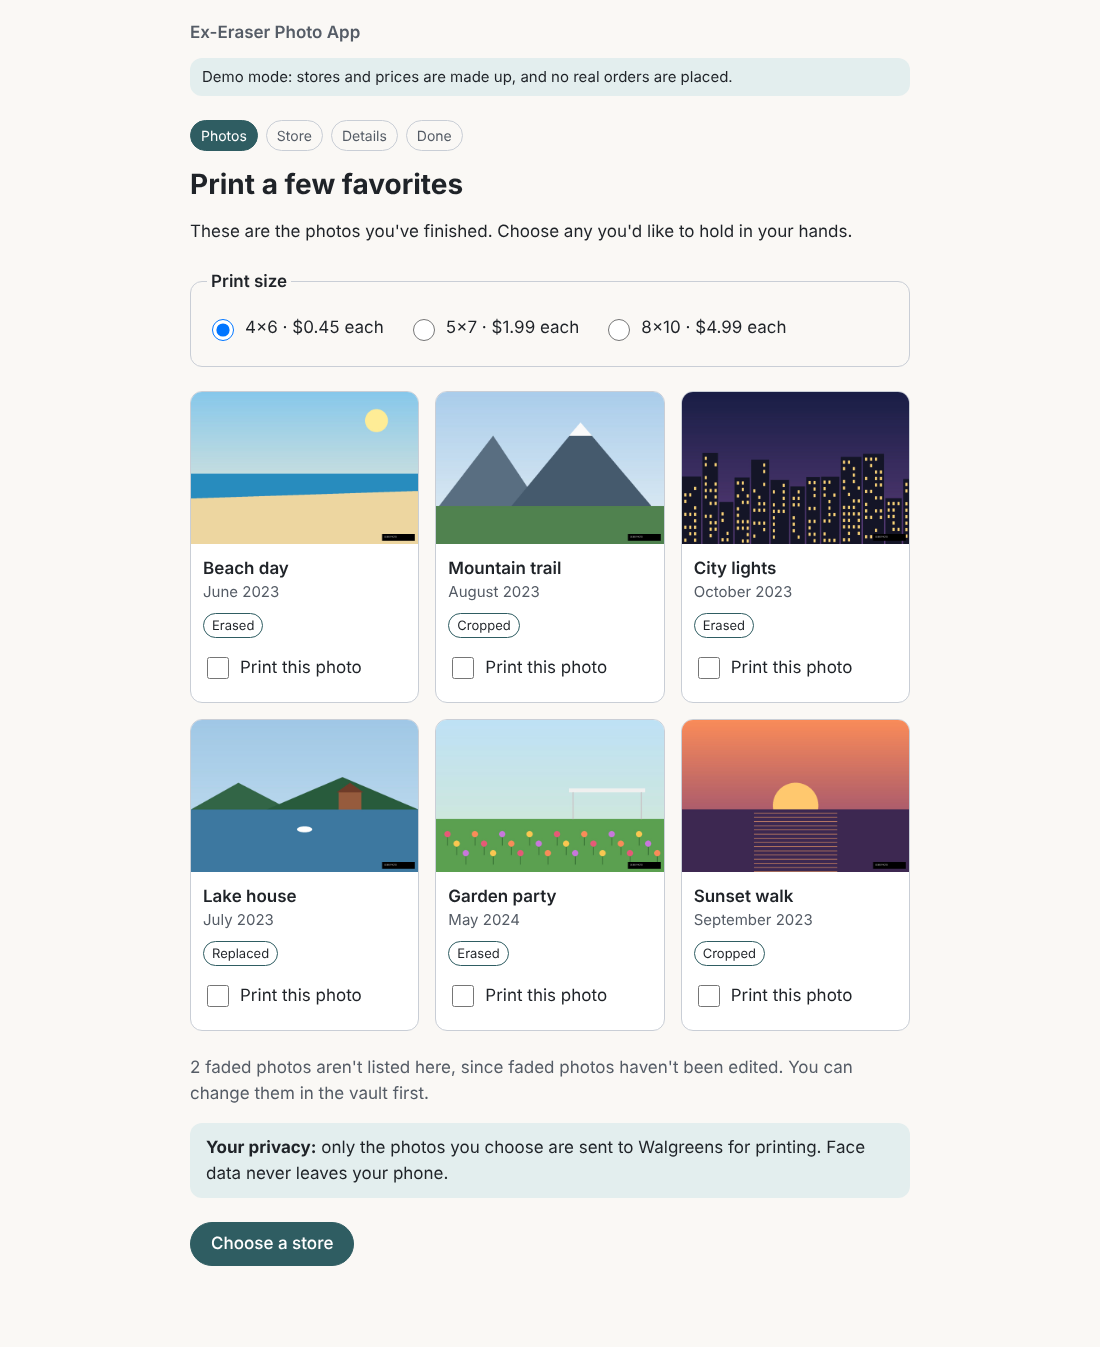 Ex-Eraser Photo App
Demo mode: stores and prices are made up, and no real orders are placed.
Photos
Store
Details
Done
Print a few favorites
These are the photos you've finished. Choose any you'd like to hold in your hands.
Print size
4×6 · $0.45 each
5×7 · $1.99 each
8×10 · $4.99 each
Beach day
June 2023
Erased
Print this photo
Mountain trail
August 2023
Cropped
Print this photo
City lights
October 2023
Erased
Print this photo
Lake house
July 2023
Replaced
Print this photo
Garden party
May 2024
Erased
Print this photo
Sunset walk
September 2023
Cropped
Print this photo
2 faded photos aren't listed here, since faded photos haven't been edited. You can
change them in the vault first.
Your privacy: only the photos you choose are sent to Walgreens for printing. Face
data never leaves your phone.
Choose a store